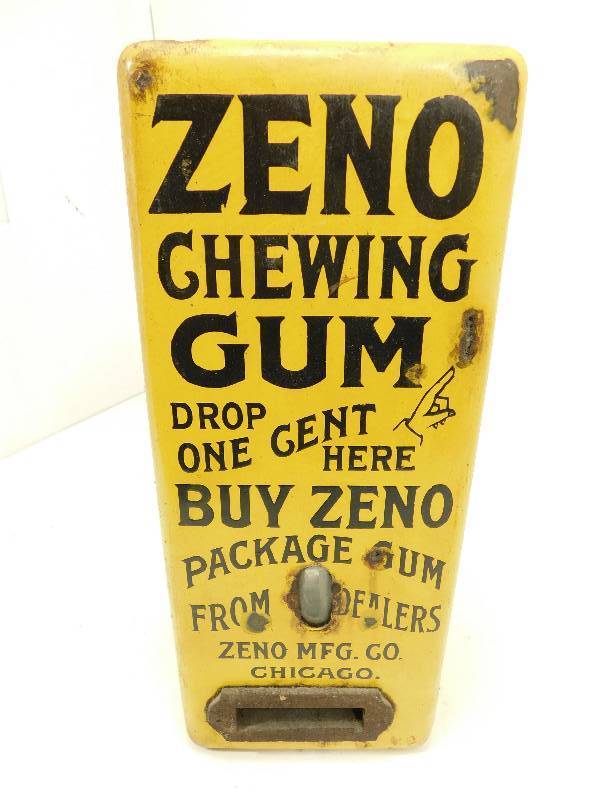 ZENO
CHEWING
GUM
DROP
ONE CENT
HERE
BUY ZENO
PACKAGE GUM
FROM DEALERS
ZENO MFG. CO.
CHICAGO.